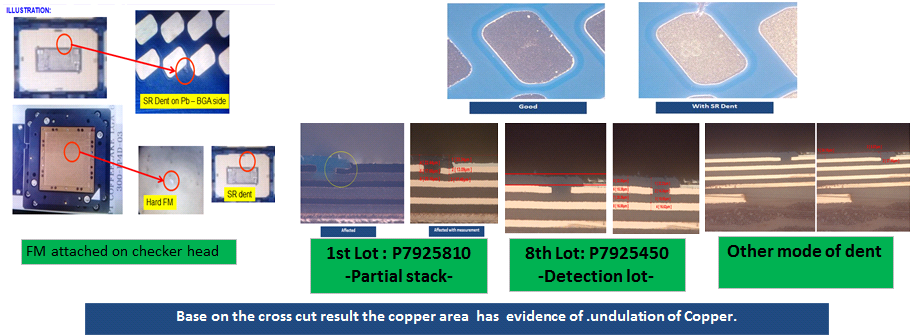 ILLUSTRATION:
SR Dent on Pb – BGA side
Hard FM
SR dent
FM attached on checker head
Good
With SR Dent
Affected
Affected with measurement
1st Lot : P7925810
-Partial stack-
8th Lot: P7925450
-Detection lot-
Other mode of dent
Base on the cross cut result the copper area has evidence of .undulation of Copper.